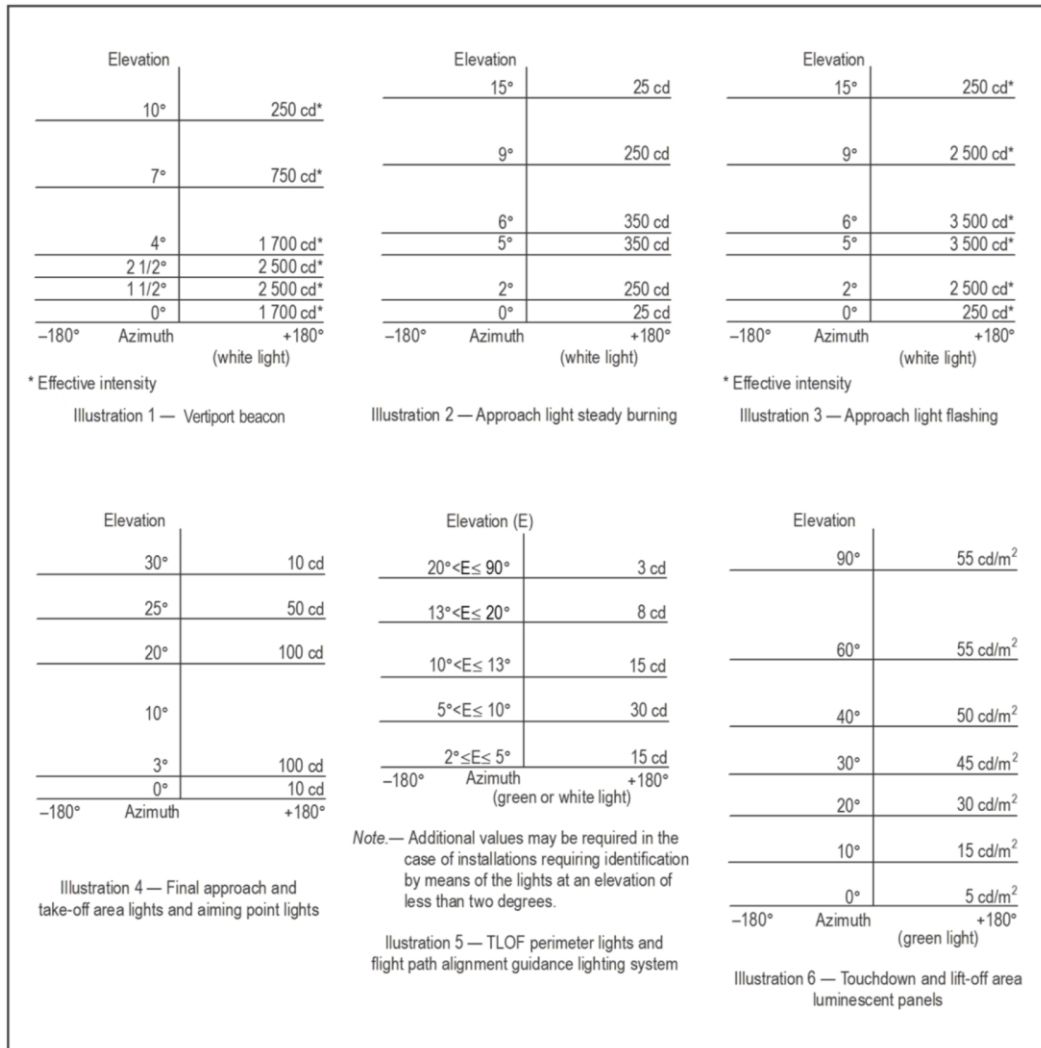 Elevation
10° 250 cd*
7° 750 cd*
4° 1 700 cd*
2 1/2° 2 500 cd*
1 1/2° 2 500 cd*
0° 1 700 cd*
–180° Azimuth +180°
(white light)
* Effective intensity
Illustration 1 — Vertiport beacon
Elevation
15° 25 cd
9° 250 cd
6° 350 cd
5° 350 cd
2° 250 cd
0° 25 cd
–180° Azimuth +180°
(white light)
Illustration 2 — Approach light steady burning
Elevation
15° 250 cd*
9° 2 500 cd*
6° 3 500 cd*
5° 3 500 cd*
2° 2 500 cd*
0° 250 cd*
–180° Azimuth +180°
(white light)
* Effective intensity
Illustration 3 — Approach light flashing
Elevation
30° 10 cd
25° 50 cd
20° 100 cd
10°
3° 100 cd
0° 10 cd
–180° Azimuth +180°
Illustration 4 — Final approach and
take-off area lights and aiming point lights
Elevation (E)
20°<E≤ 90° 3 cd
13°<E≤ 20° 8 cd
10°<E≤ 13° 15 cd
5°<E≤ 10° 30 cd
2°≤E≤ 5° 15 cd
–180° Azimuth +180°
(green or white light)
Note.— Additional values may be required in the
case of installations requiring identification
by means of the lights at an elevation of
less than two degrees.
Ilustration 5 — TLOF perimeter lights and
flight path alignment guidance lighting system
Elevation
90° 55 cd/m²
60° 55 cd/m²
40° 50 cd/m²
30° 45 cd/m²
20° 30 cd/m²
10° 15 cd/m²
0° 5 cd/m²
–180° Azimuth +180°
(green light)
Illustration 6 — Touchdown and lift-off area
luminescent panels